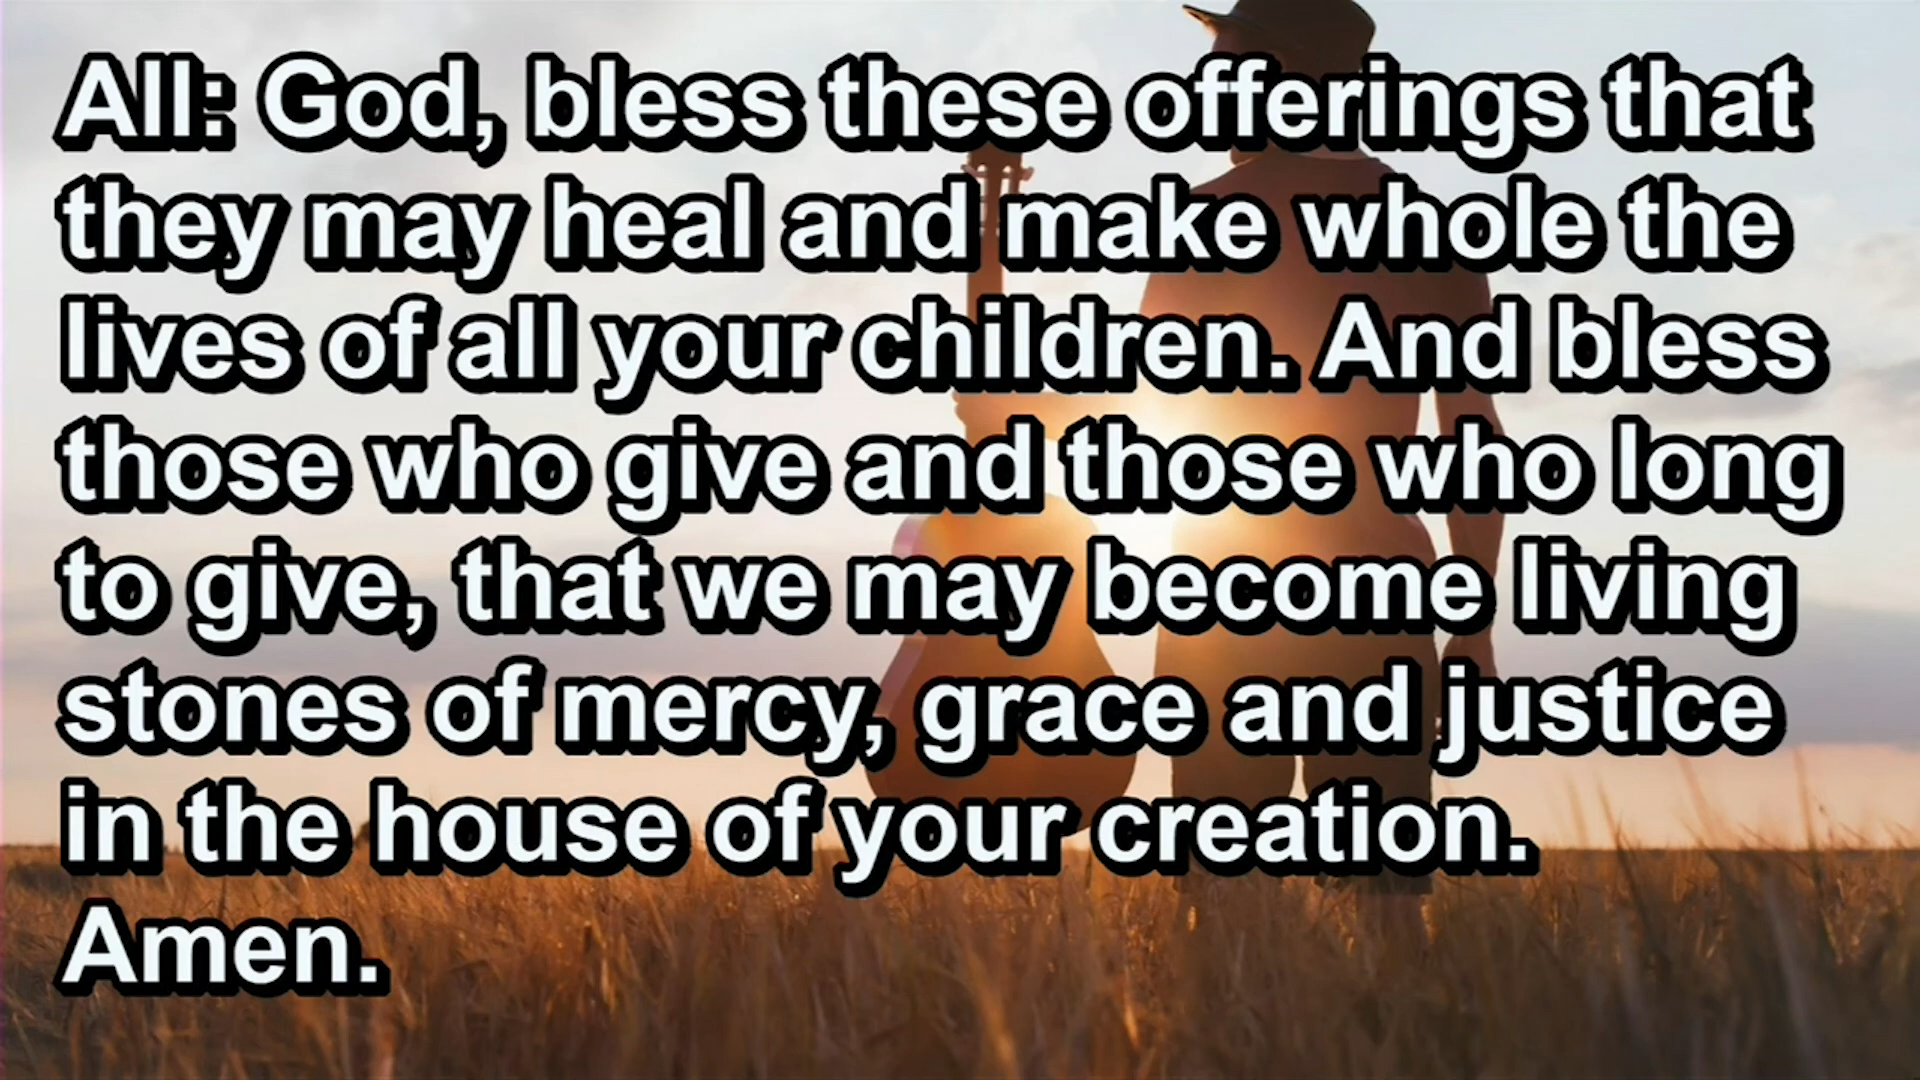 All: God, bless these offerings that
they may heal and make whole the
lives of all your children. And bless
those who give and those who long
to give, that we may become living
stones of mercy, grace and justice
in the house of your creation.
Amen.